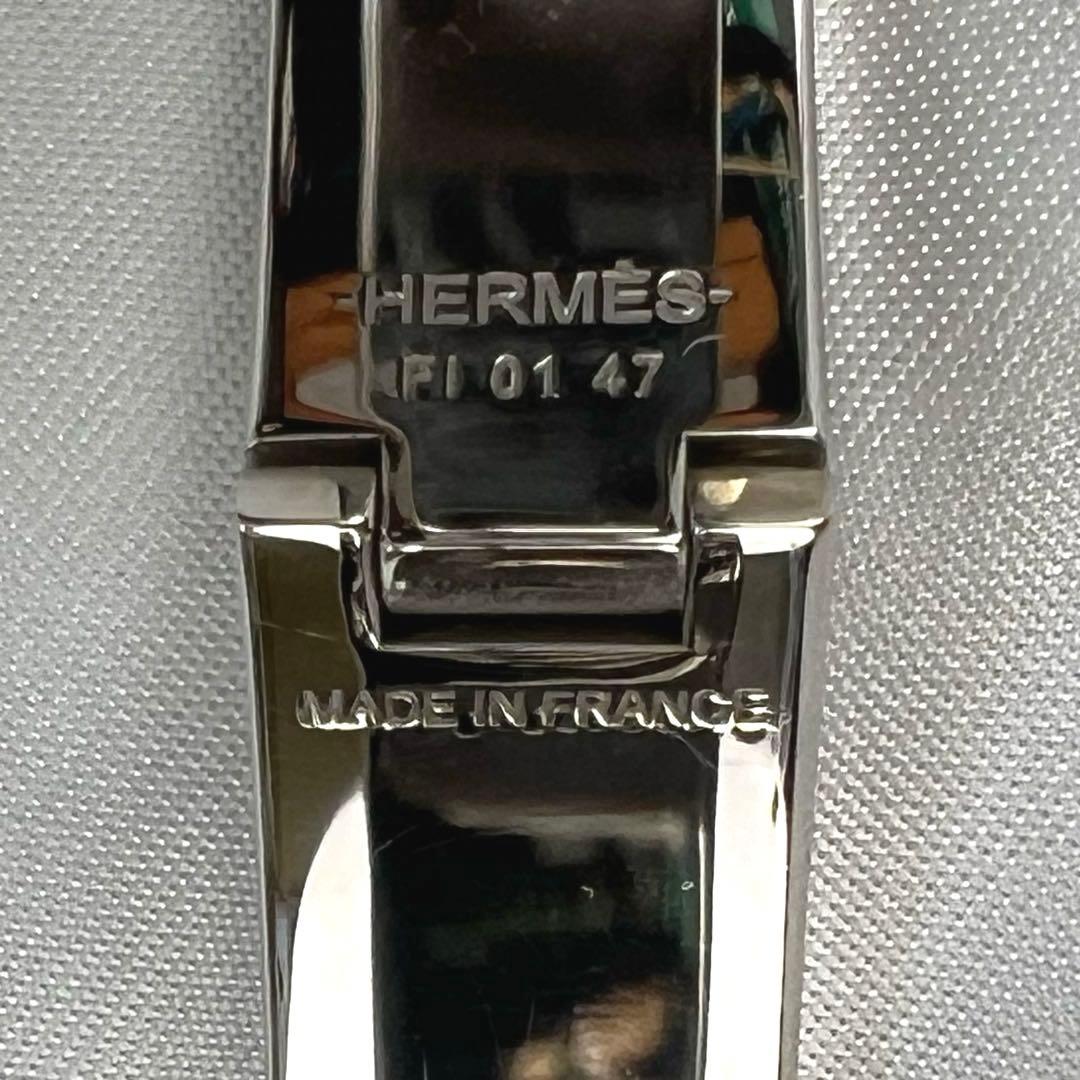 -HERMÈS-
FI 01 47
MADE IN FRANCE